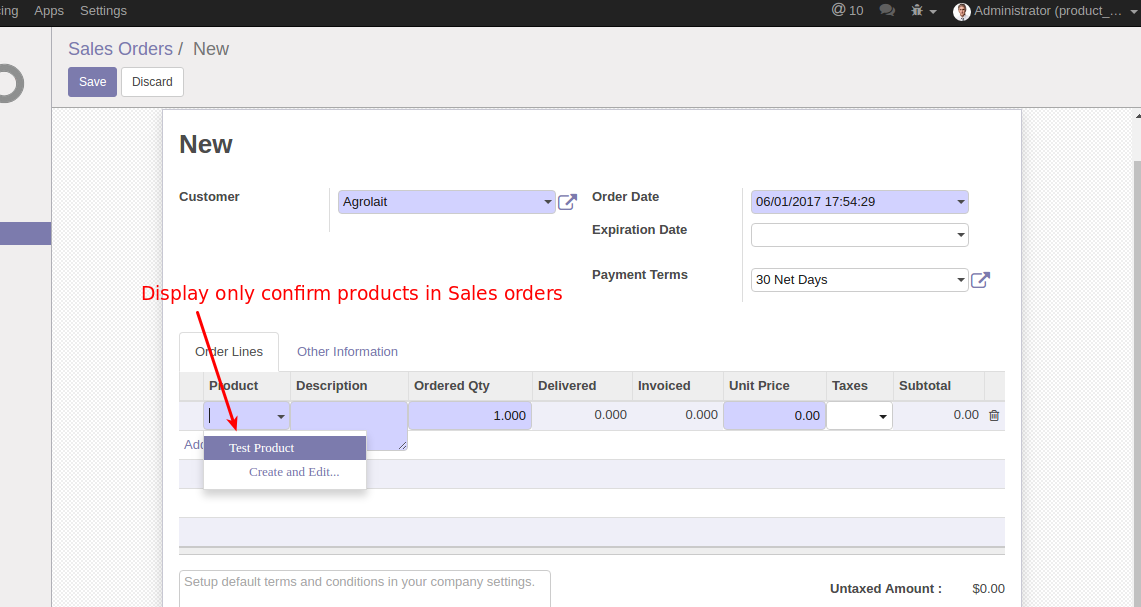 ing Apps Settings @ 10 Administrator (product_...
Sales Orders / New
Save Discard
New
Customer Agrolait Order Date 06/01/2017 17:54:29
Expiration Date
Payment Terms 30 Net Days
Display only confirm products in Sales orders
Order Lines Other Information
Product Description Ordered Qty Delivered Invoiced Unit Price Taxes Subtotal
1.000 0.000 0.000 0.00 0.00
Add
Test Product
Create and Edit...
Setup default terms and conditions in your company settings.
Untaxed Amount : $0.00